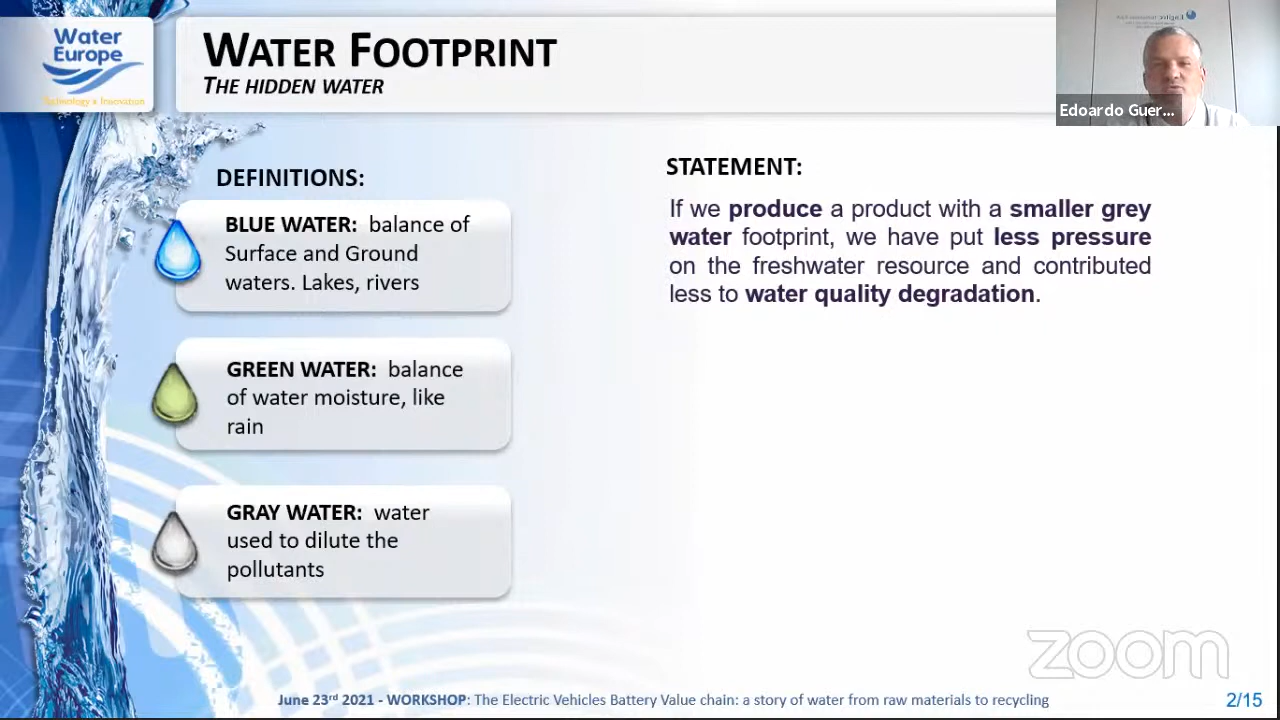 Water
Europe
Technology & Innovation
WATER FOOTPRINT
THE HIDDEN WATER
Edoardo Guer...
DEFINITIONS:
BLUE WATER: balance of
Surface and Ground
waters. Lakes, rivers
GREEN WATER: balance
of water moisture, like
rain
GRAY WATER: water
used to dilute the
pollutants
STATEMENT:
If we produce a product with a smaller grey
water footprint, we have put less pressure
on the freshwater resource and contributed
less to water quality degradation.
zoom
June 23rd 2021 - WORKSHOP: The Electric Vehicles Battery Value chain: a story of water from raw materials to recycling
2/15